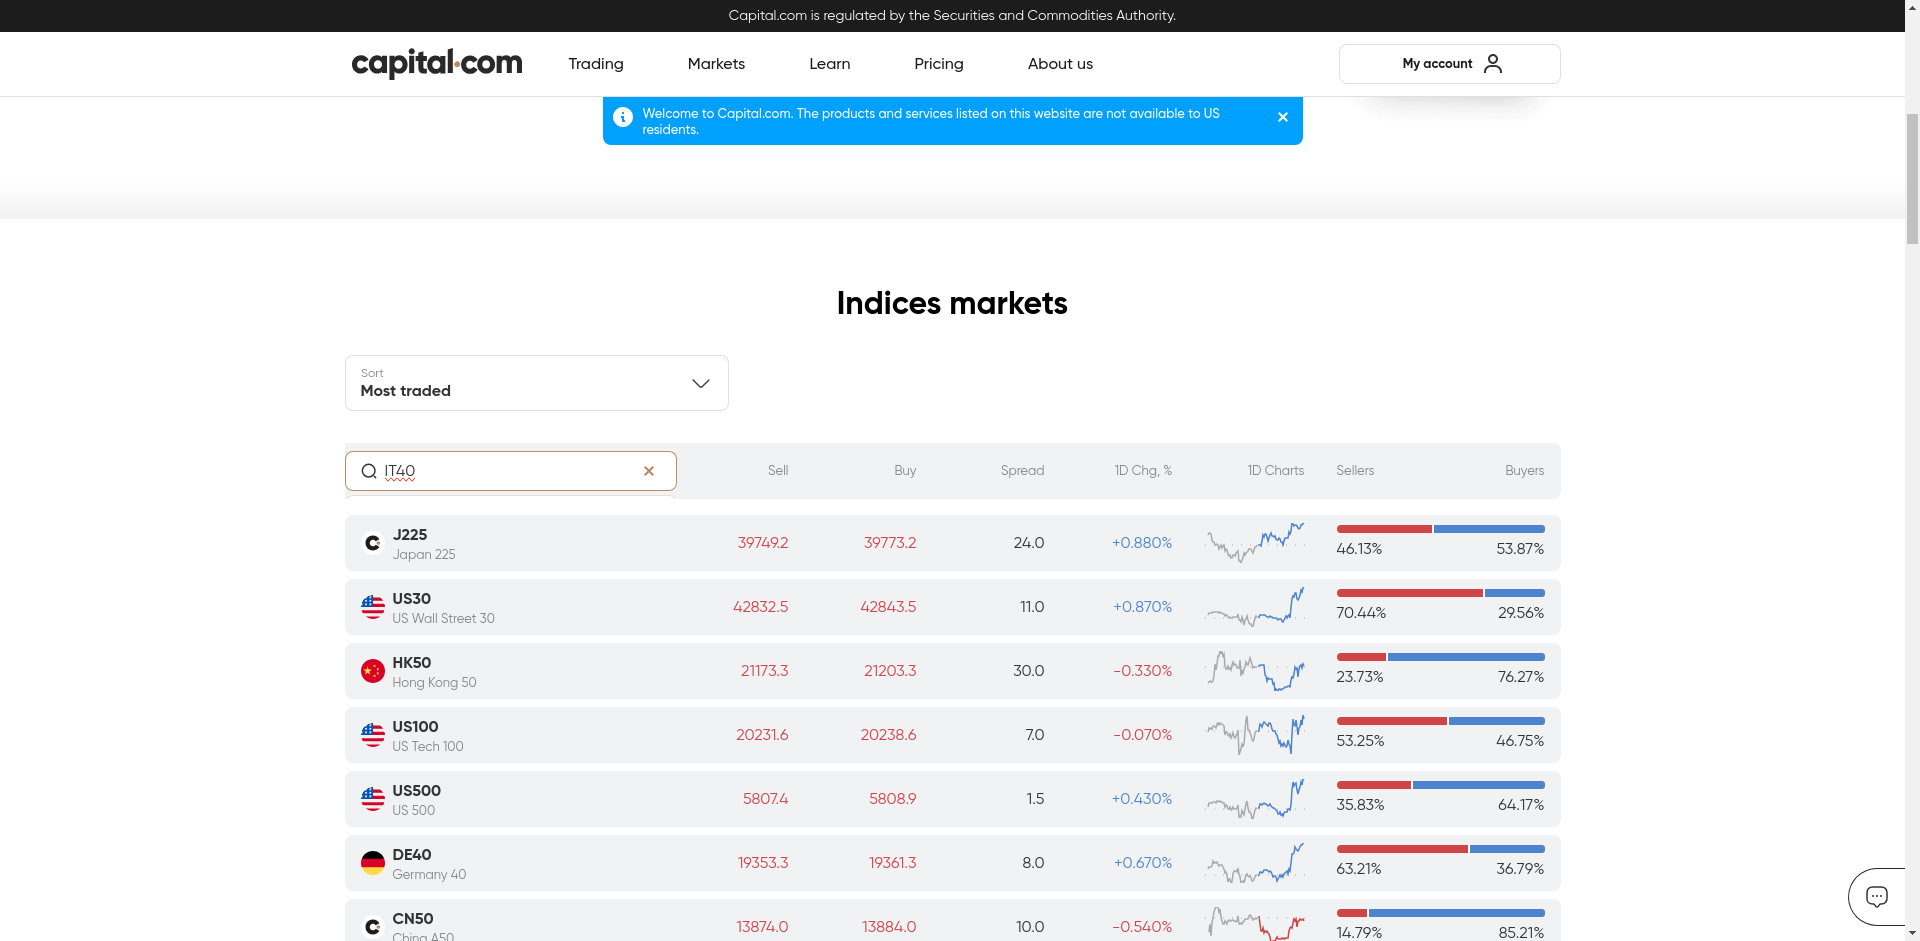 Capital.com is regulated by the Securities and Commodities Authority.
capital.com
Trading
Markets
Learn
Pricing
About us
My account
Welcome to Capital.com. The products and services listed on this website are not available to US
residents.
Indices markets
Sort
Most traded
IT40
Sell
Buy
Spread
1D Chg, %
1D Charts
Sellers
Buyers
J225
Japan 225
39749.2
39773.2
24.0
+0.880%
46.13%
53.87%
US30
US Wall Street 30
42832.5
42843.5
11.0
+0.870%
70.44%
29.56%
HK50
Hong Kong 50
21173.3
21203.3
30.0
-0.330%
23.73%
76.27%
US100
US Tech 100
20231.6
20238.6
7.0
-0.070%
53.25%
46.75%
US500
US 500
5807.4
5808.9
1.5
+0.430%
35.83%
64.17%
DE40
Germany 40
19353.3
19361.3
8.0
+0.670%
63.21%
36.79%
CN50
China A50
13874.0
13884.0
10.0
-0.540%
14.79%
85.21%